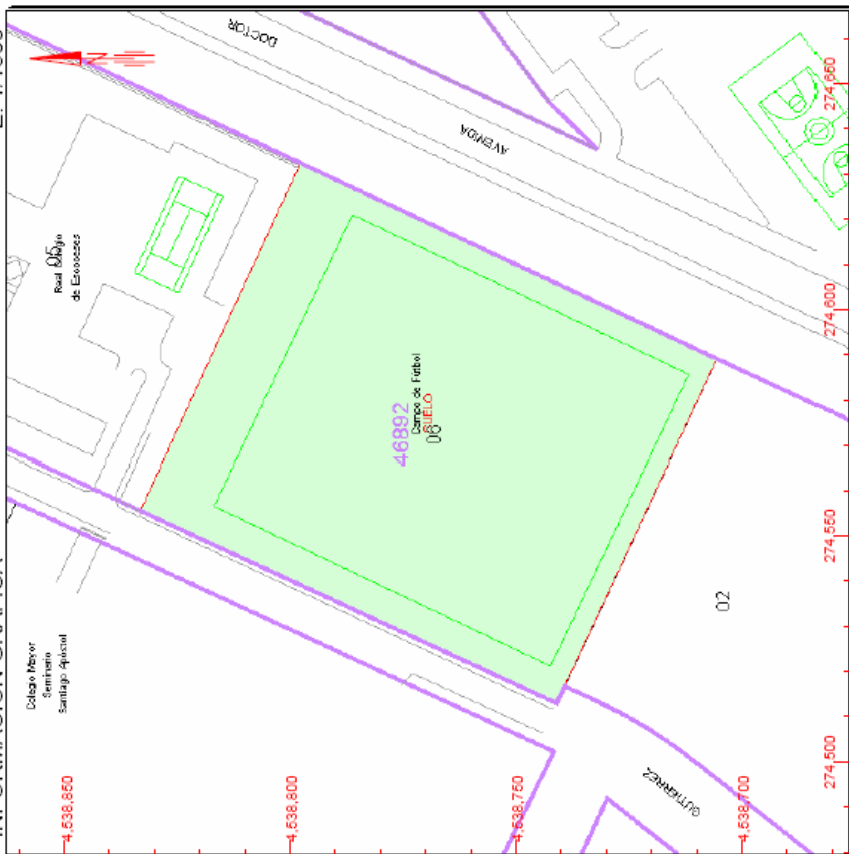 DOCTOR
AVENIDA
05
Real Colegio
de Escoceses
46892
Campo de Fútbol
SUELO
06
02
Colegio Mayor
Seminario
Santiago Apóstol
GUTIERREZ
4,538,850
4,538,800
4,538,750
4,538,700
274,650
274,600
274,550
274,500